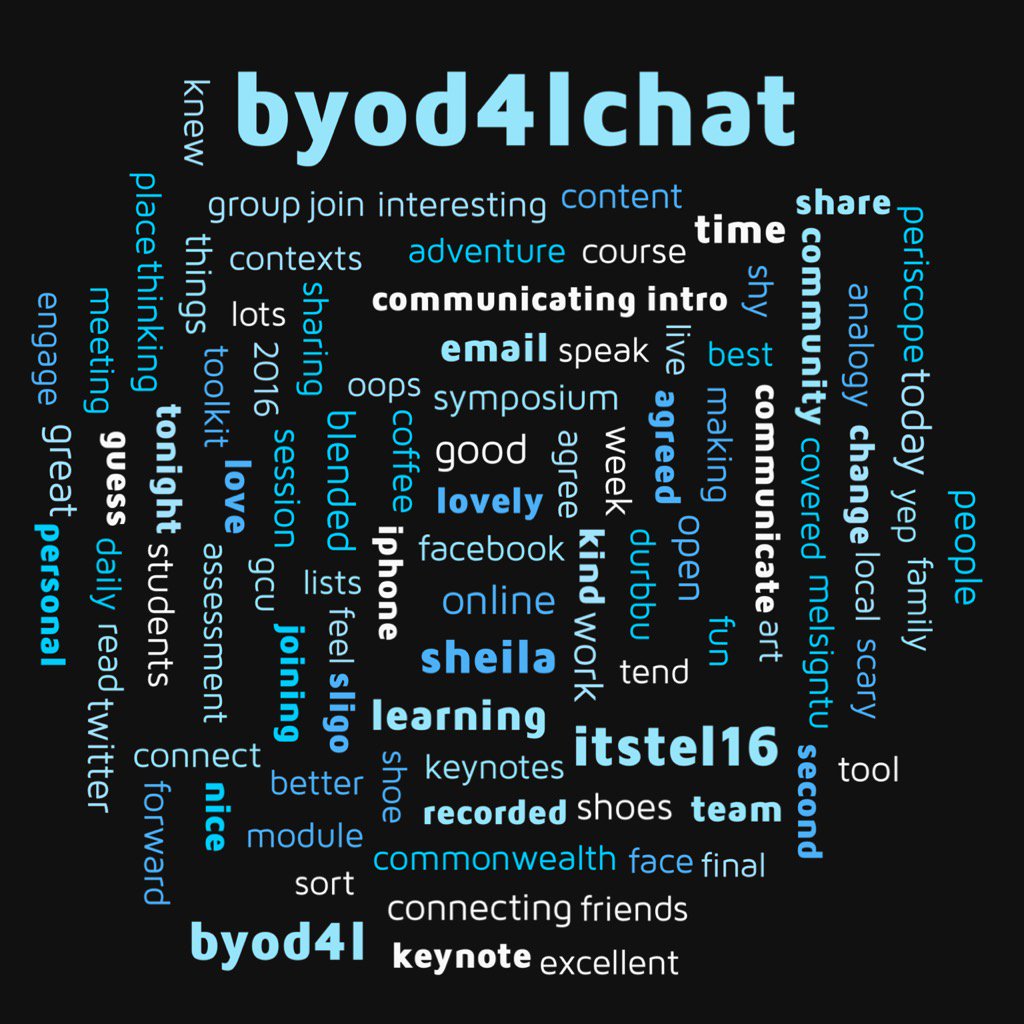 byod4lchat
knew
group join interesting content
share
time
place thinking
things
contexts
adventure course
periscope today
community
shy
communicating intro
engage
meeting
sharing
lots
analogy
email speak
live
best
toolkit
2016
oops
symposium
agreed
making
communicate
tonight
blended
coffee
good
agree
week
great
guess
love
session
change
covered
yep
lovely
people
personal
daily
students
assessment
gcu
iphone
facebook
kind
durbbu
open
local
family
lists
feel
online
art
melsigntu
fun
read
joining
sheila
work
tend
scary
sligo
twitter
learning
itstel16
connect
better
shoe
keynotes
second
tool
forward
nice
recorded shoes team
module
commonwealth face final
sort
connecting friends
byod4l
keynote excellent